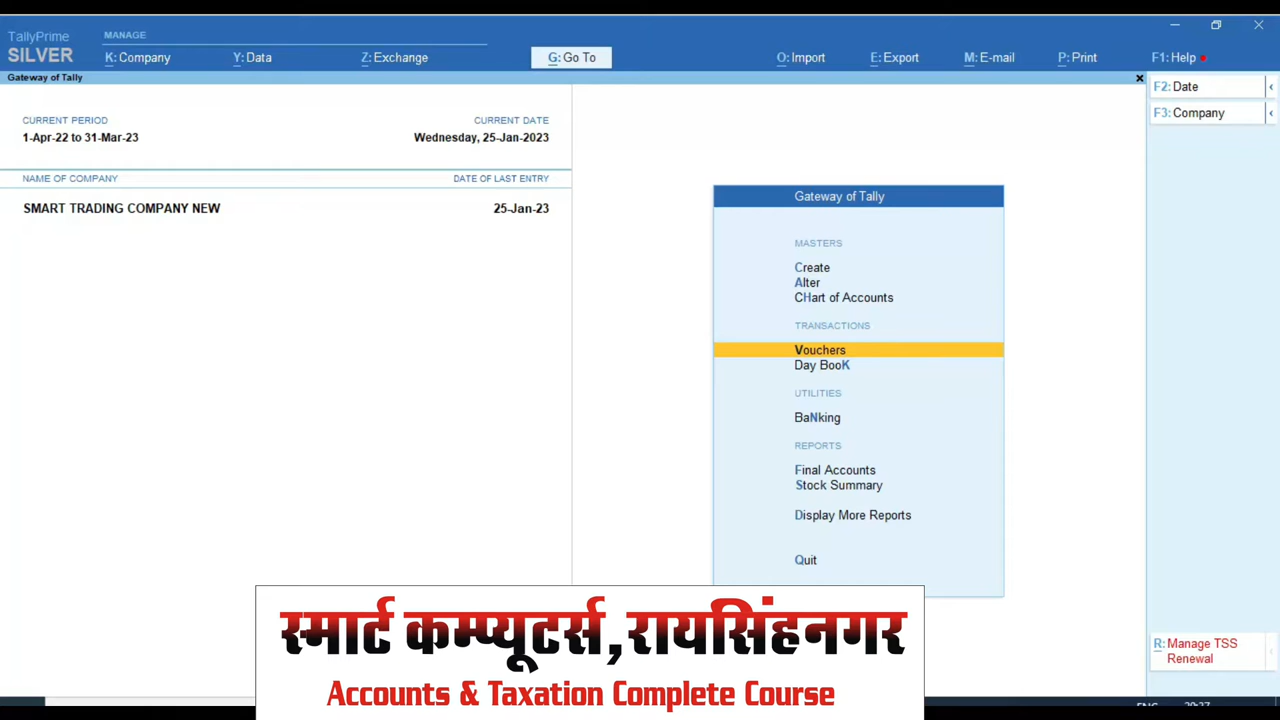 TallyPrime
SILVER
MANAGE
K: Company
Y: Data
Z: Exchange
G: Go To
O: Import
E: Export
M: E-mail
P: Print
F1: Help
Gateway of Tally
F2: Date
F3: Company
CURRENT PERIOD
CURRENT DATE
1-Apr-22 to 31-Mar-23
Wednesday, 25-Jan-2023
NAME OF COMPANY
DATE OF LAST ENTRY
SMART TRADING COMPANY NEW
25-Jan-23
Gateway of Tally
MASTERS
Create
Alter
CHart of Accounts
TRANSACTIONS
Vouchers
Day BooK
UTILITIES
BaNking
REPORTS
Final Accounts
Stock Summary
Display More Reports
Quit
R: Manage TSS
Renewal
स्मार्ट कम्प्यूटर्स,रायसिंहनगर
Accounts & Taxation Complete Course